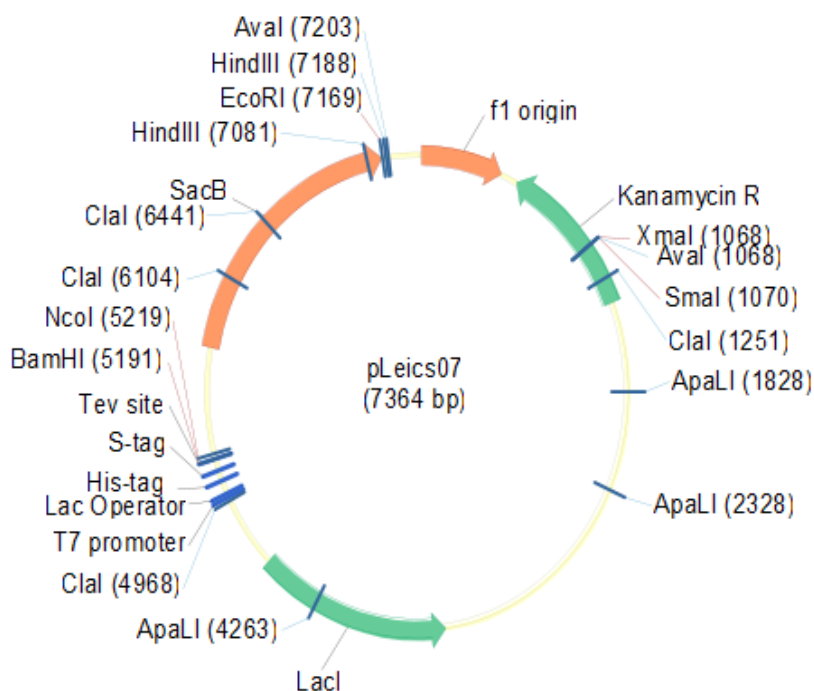 AvaI (7203)
HindIII (7188)
EcoRI (7169)
HindIII (7081)
f1 origin
SacB
ClaI (6441)
Kanamycin R
XmaI (1068)
AvaI (1068)
SmaI (1070)
ClaI (1251)
ClaI (6104)
NcoI (5219)
BamHI (5191)
pLeics07
(7364 bp)
ApaLI (1828)
Tev site
S-tag
His-tag
Lac Operator
T7 promoter
ClaI (4968)
ApaLI (2328)
ApaLI (4263)
LacI